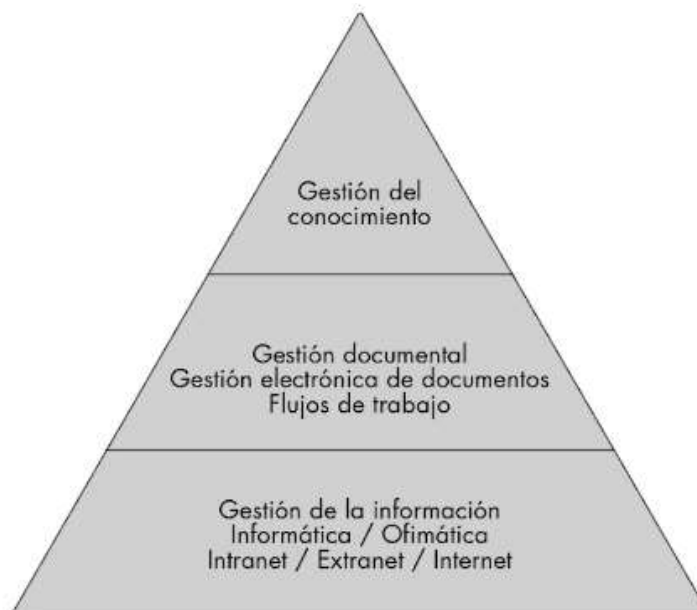 Gestión del
conocimiento
Gestión documental
Gestión electrónica de documentos
Flujos de trabajo
Gestión de la información
Informática / Ofimática
Intranet / Extranet / Internet